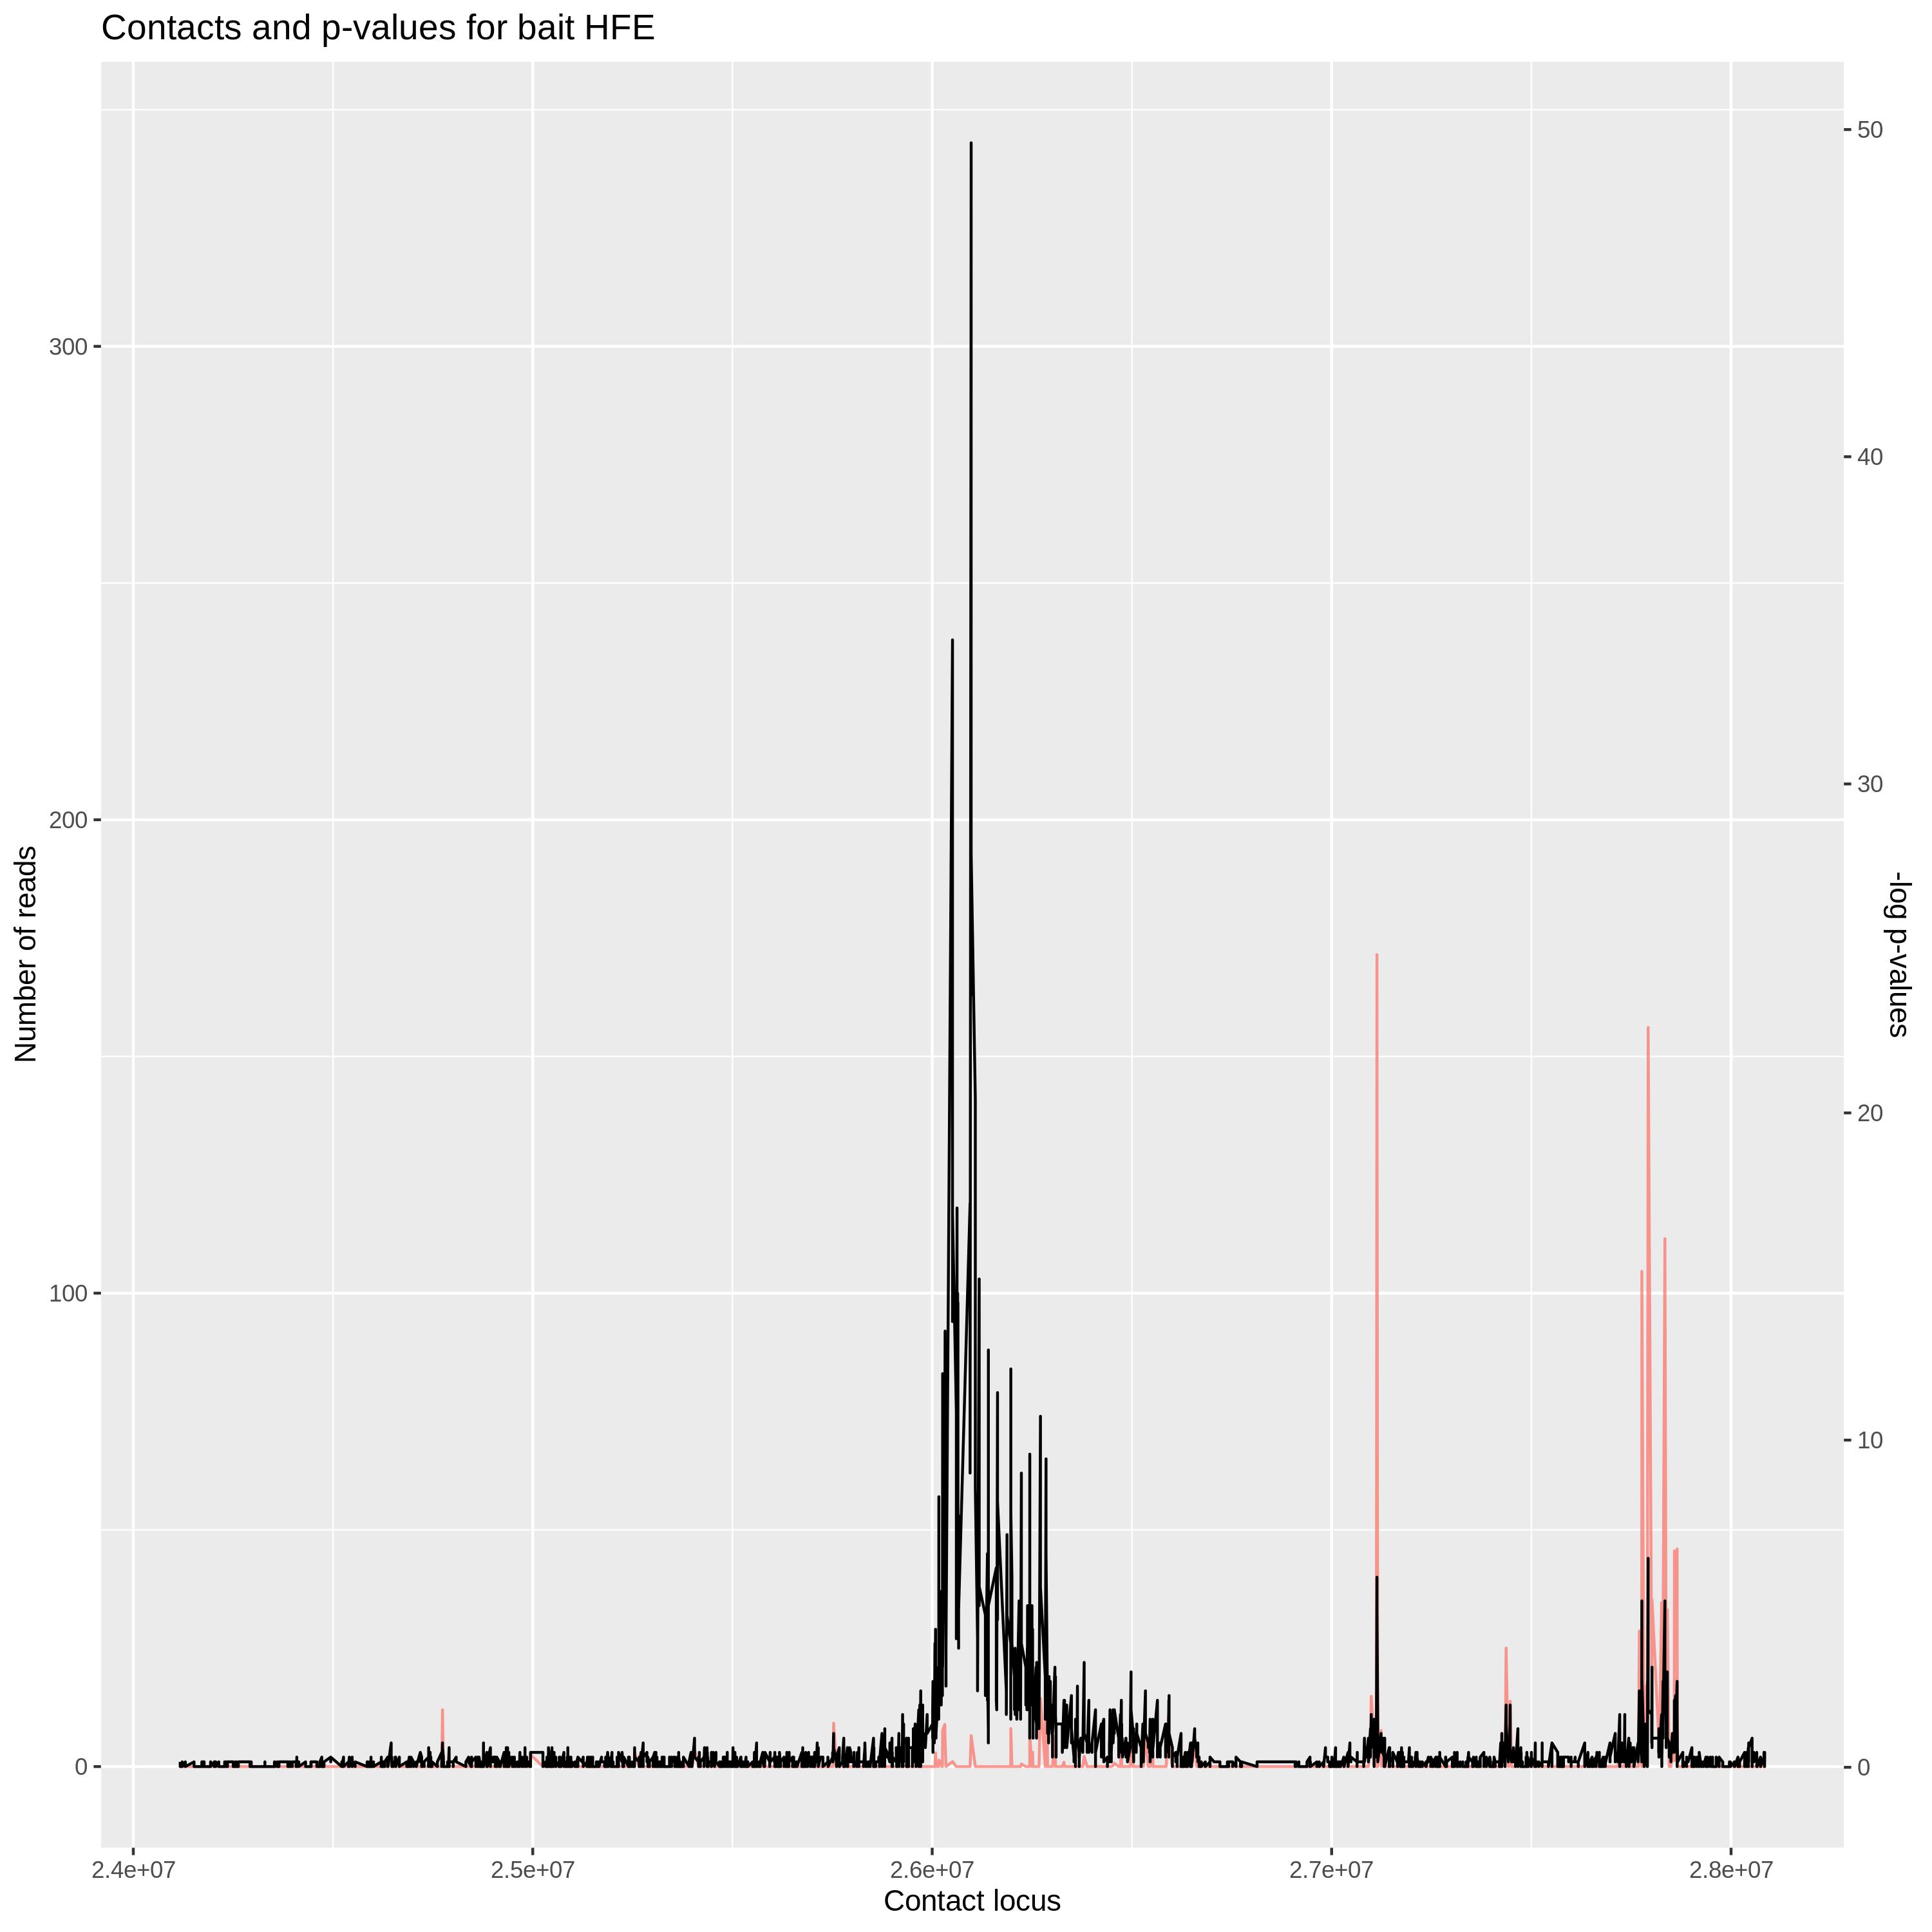 Contacts and p-values for bait HFE
Number of reads
300
200
100
0
50
40
30
20
10
0
-log p-values
2.4e+07
2.5e+07
2.6e+07
2.7e+07
2.8e+07
Contact locus